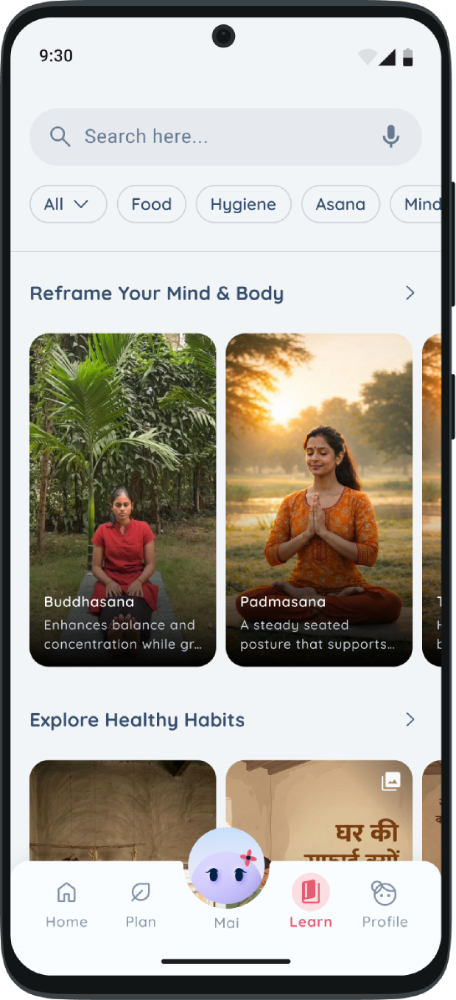 9:30
Search here...
All
Food
Hygiene
Asana
Mind
Reframe Your Mind & Body
Buddhasana
Enhances balance and
concentration while gr...
Padmasana
A steady seated
posture that supports...
Explore Healthy Habits
घर की
Home
Plan
Mai
Learn
Profile